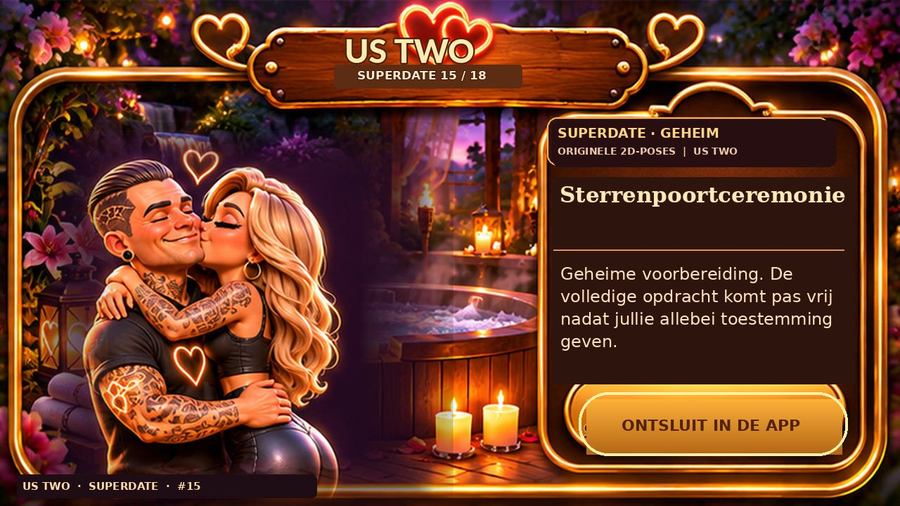 US TWO
SUPERDATE 15 / 18
SUPERDATE · GEHEIM
ORIGINELE 2D-POSES | US TWO
Sterrenpoortceremonie
Geheime voorbereiding. De
volledige opdracht komt pas vrij
nadat jullie allebei toestemming
geven.
ONTSLUIT IN DE APP
US TWO · SUPERDATE · #15